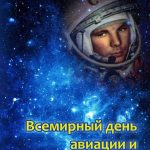 Всемирный день
авиации и